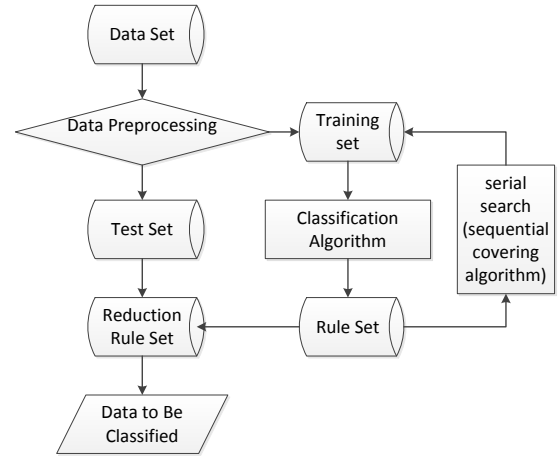 Data Set
Data Preprocessing
Training
set
serial
search
(sequential
covering
algorithm)
Test Set
Classification
Algorithm
Reduction
Rule Set
Rule Set
Data to Be
Classified